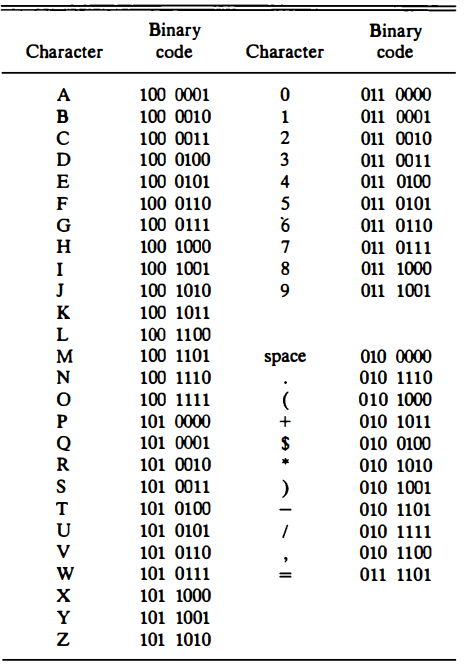 Character Binary code Character Binary code
A 100 0001 0 011 0000
B 100 0010 1 011 0001
C 100 0011 2 011 0010
D 100 0100 3 011 0011
E 100 0101 4 011 0100
F 100 0110 5 011 0101
G 100 0111 6 011 0110
H 100 1000 7 011 0111
I 100 1001 8 011 1000
J 100 1010 9 011 1001
K 100 1011
L 100 1100
M 100 1101 space 010 0000
N 100 1110 . 010 1110
O 100 1111 ( 010 1000
P 101 0000 + 010 1011
Q 101 0001 $ 010 0100
R 101 0010 * 010 1010
S 101 0011 ) 010 1001
T 101 0100 − 010 1101
U 101 0101 / 010 1111
V 101 0110 , 010 1100
W 101 0111 = 011 1101
X 101 1000
Y 101 1001
Z 101 1010